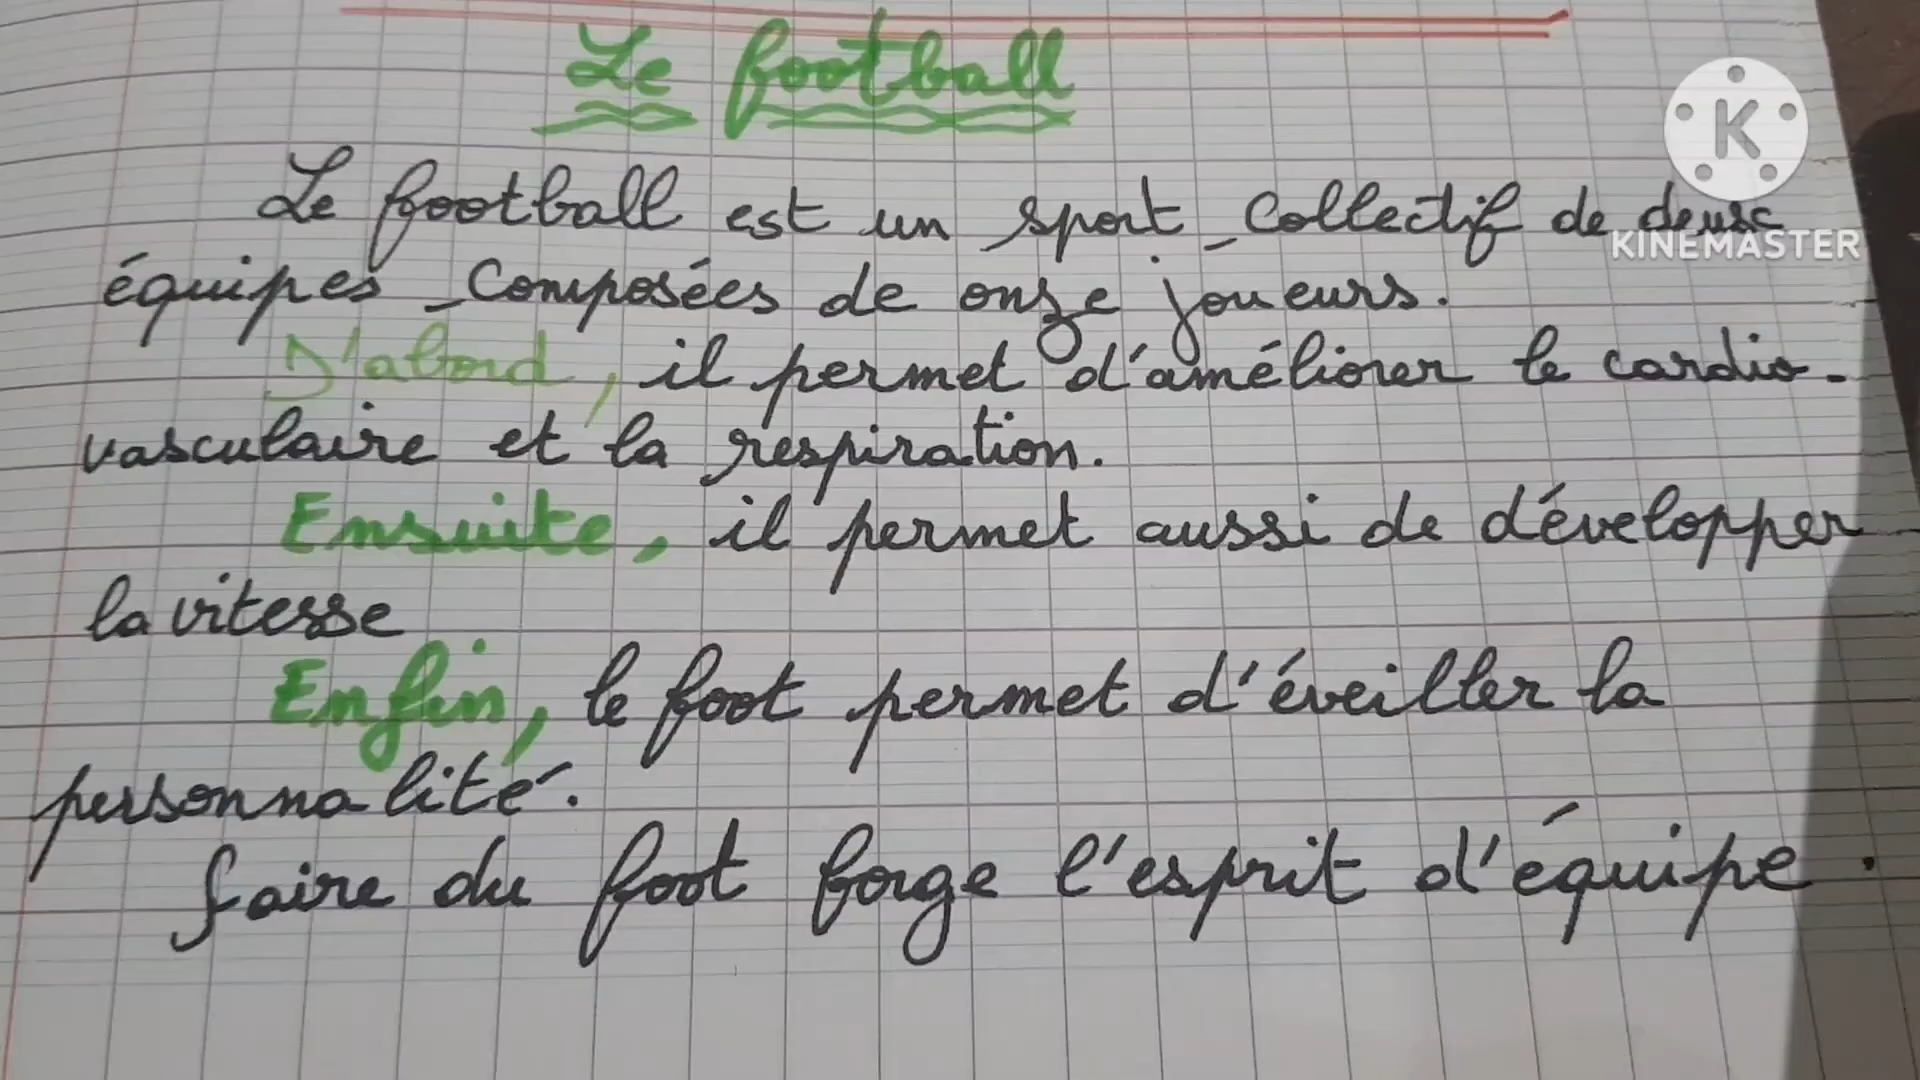 Le football
Le football est un sport collectif de deux
KINEMASTER
équipes composées de onze joueurs.
D'abord, il permet d'améliorer le cardio-
vasculaire et la respiration.
Ensuite, il permet aussi de développer
la vitesse
Enfin, le foot permet d'éveiller la
personnalité.
faire du foot forge l'esprit d'équipe.